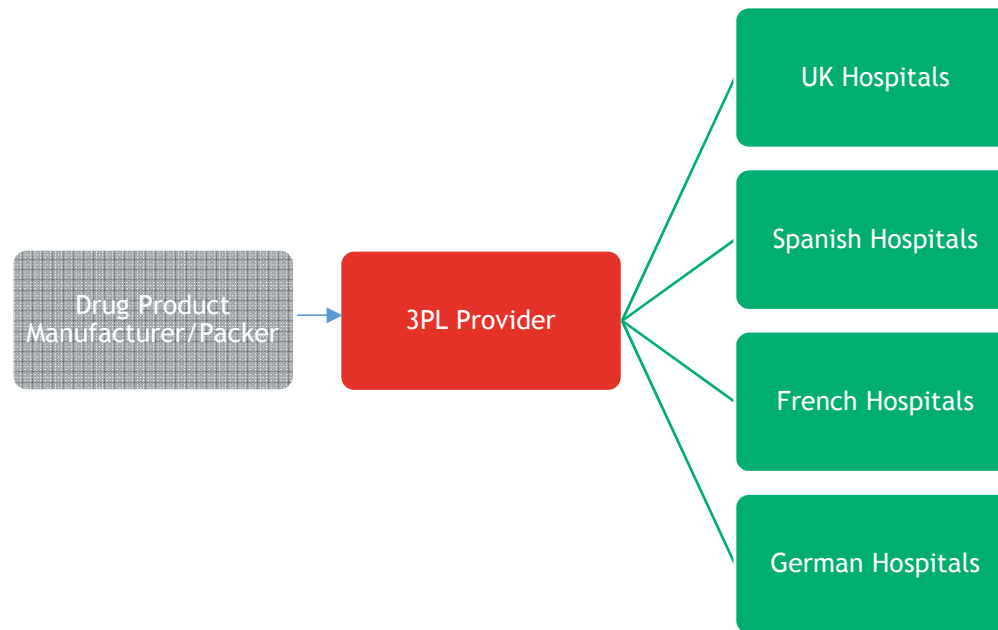 Drug Product
Manufacturer/Packer
3PL Provider
UK Hospitals
Spanish Hospitals
French Hospitals
German Hospitals